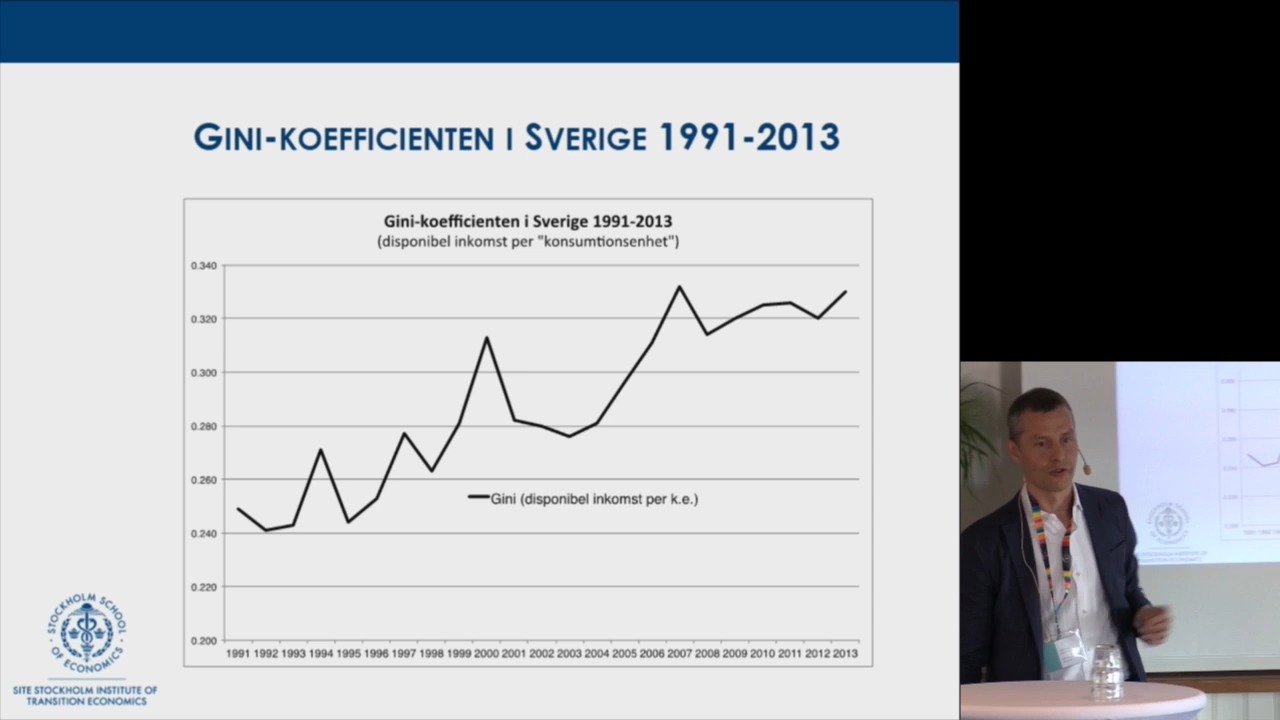 GINI-KOEFFICIENTEN I SVERIGE 1991-2013
Gini-koefficienten i Sverige 1991-2013
(disponibel inkomst per "konsumtionsenhet")
0.340
0.320
0.300
0.280
0.260
0.240
0.220
0.200
Gini (disponibel inkomst per k.e.)
1991 1992 1993 1994 1995 1996 1997 1998 1999 2000 2001 2002 2003 2004 2005 2006 2007 2008 2009 2010 2011 2012 2013
STOCKHOLM SCHOOL
OF ECONOMICS
SITE STOCKHOLM INSTITUTE OF
TRANSITION ECONOMICS